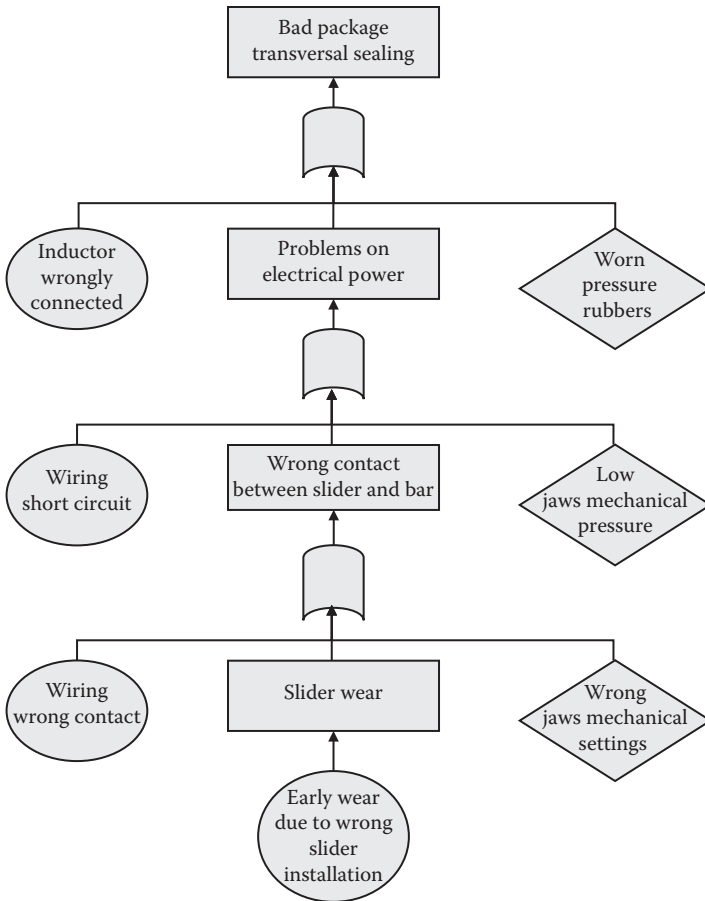 Bad package
transversal sealing
Inductor
wrongly
connected
Problems on
electrical power
Worn
pressure
rubbers
Wiring
short circuit
Wrong contact
between slider and bar
Low
jaws mechanical
pressure
Wiring
wrong contact
Slider wear
Wrong
jaws mechanical
settings
Early wear
due to wrong
slider
installation